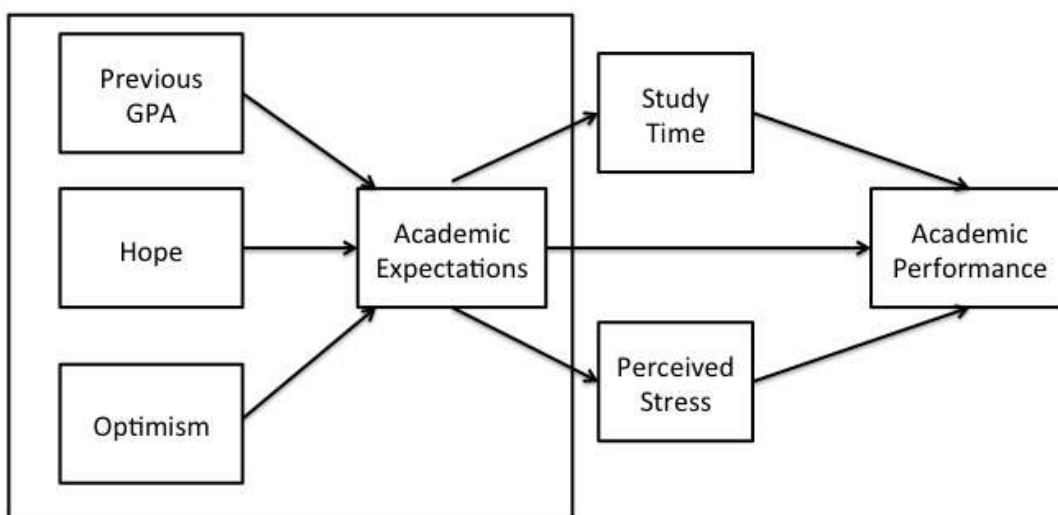 Previous
GPA
Hope
Optimism
Academic
Expectations
Study
Time
Perceived
Stress
Academic
Performance